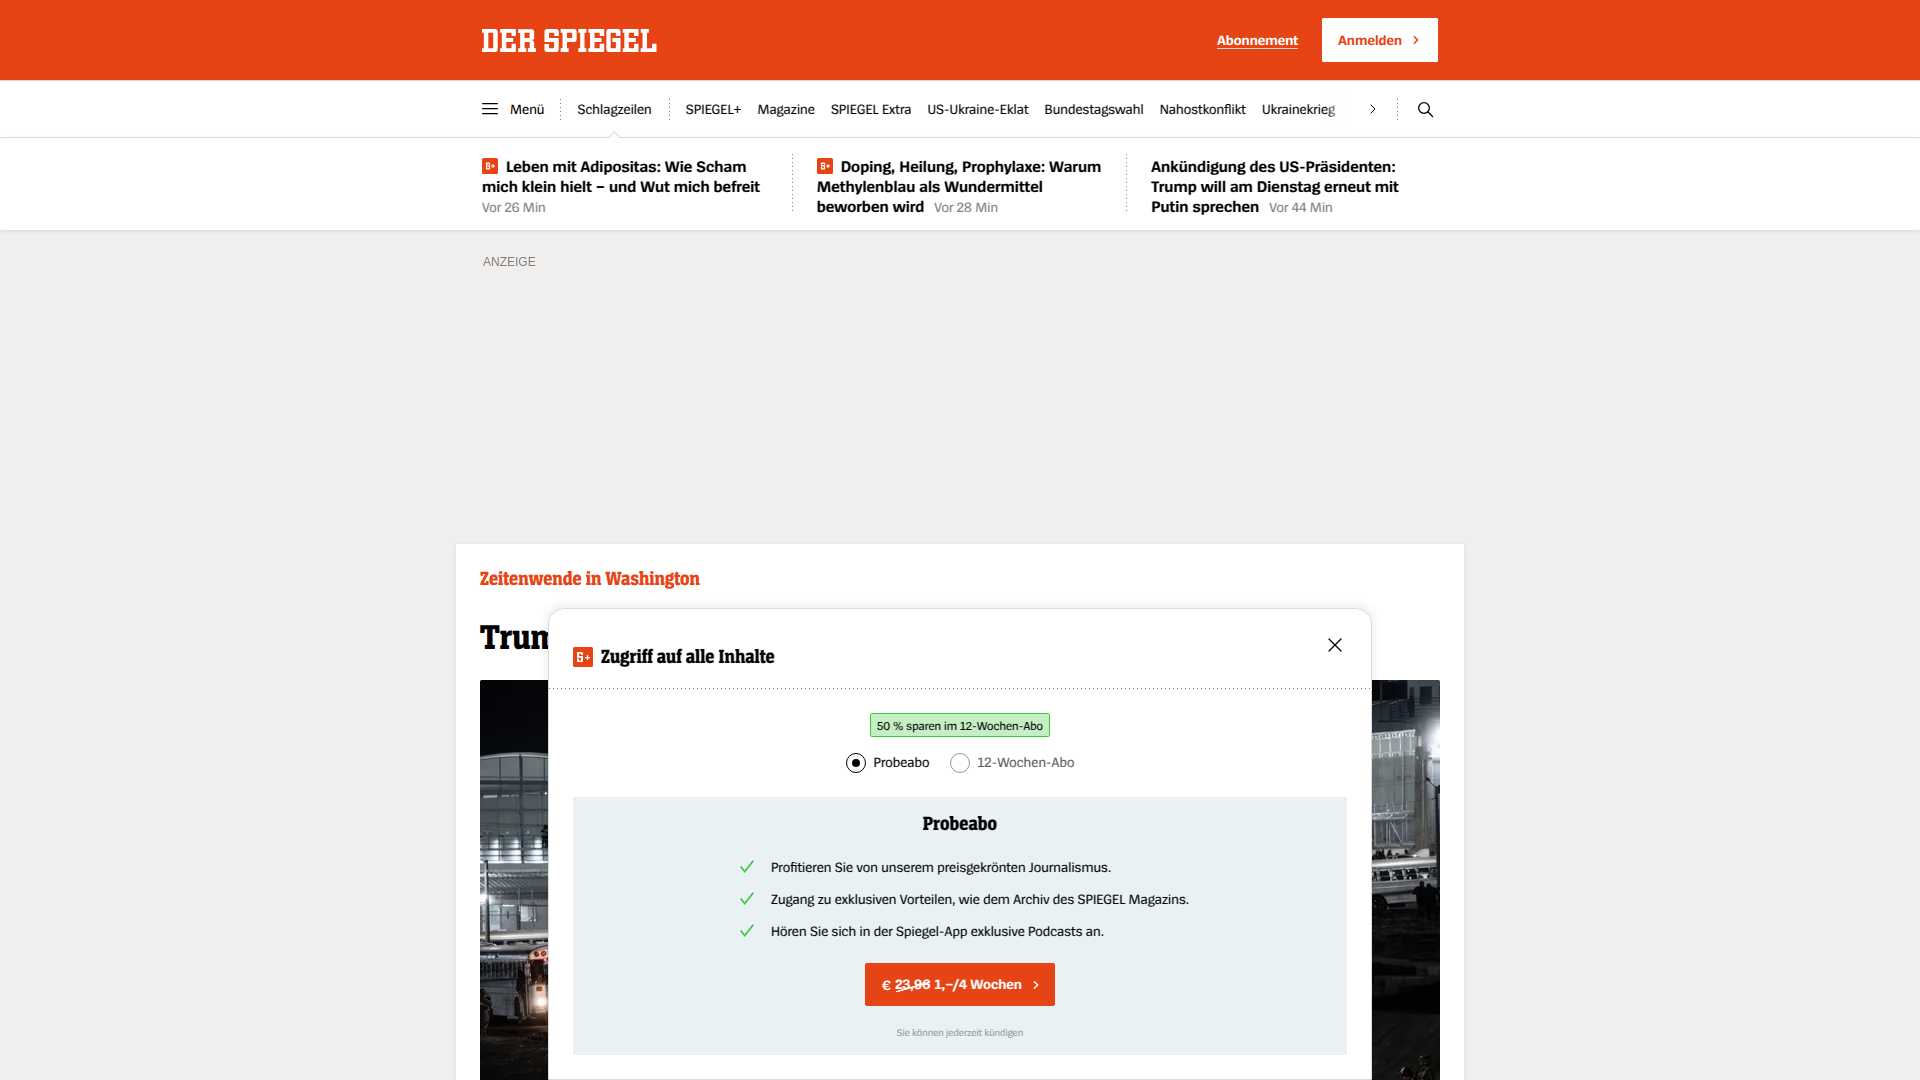 DER SPIEGEL
Abonnement
Anmelden
Menü
Schlagzeilen
SPIEGEL+
Magazine
SPIEGEL Extra
US-Ukraine-Eklat
Bundestagswahl
Nahostkonflikt
Ukrainekrieg
Leben mit Adipositas: Wie Scham
mich klein hielt – und Wut mich befreit
Vor 26 Min
Doping, Heilung, Prophylaxe: Warum
Methylenblau als Wundermittel
beworben wird Vor 28 Min
Ankündigung des US-Präsidenten:
Trump will am Dienstag erneut mit
Putin sprechen Vor 44 Min
ANZEIGE
Zeitenwende in Washington
Zugriff auf alle Inhalte
50 % sparen im 12-Wochen-Abo
Probeabo
12-Wochen-Abo
Probeabo
Profitieren Sie von unserem preisgekrönten Journalismus.
Zugang zu exklusiven Vorteilen, wie dem Archiv des SPIEGEL Magazins.
Hören Sie sich in der Spiegel-App exklusive Podcasts an.
€ 23,96 1,–/4 Wochen
Sie können jederzeit kündigen